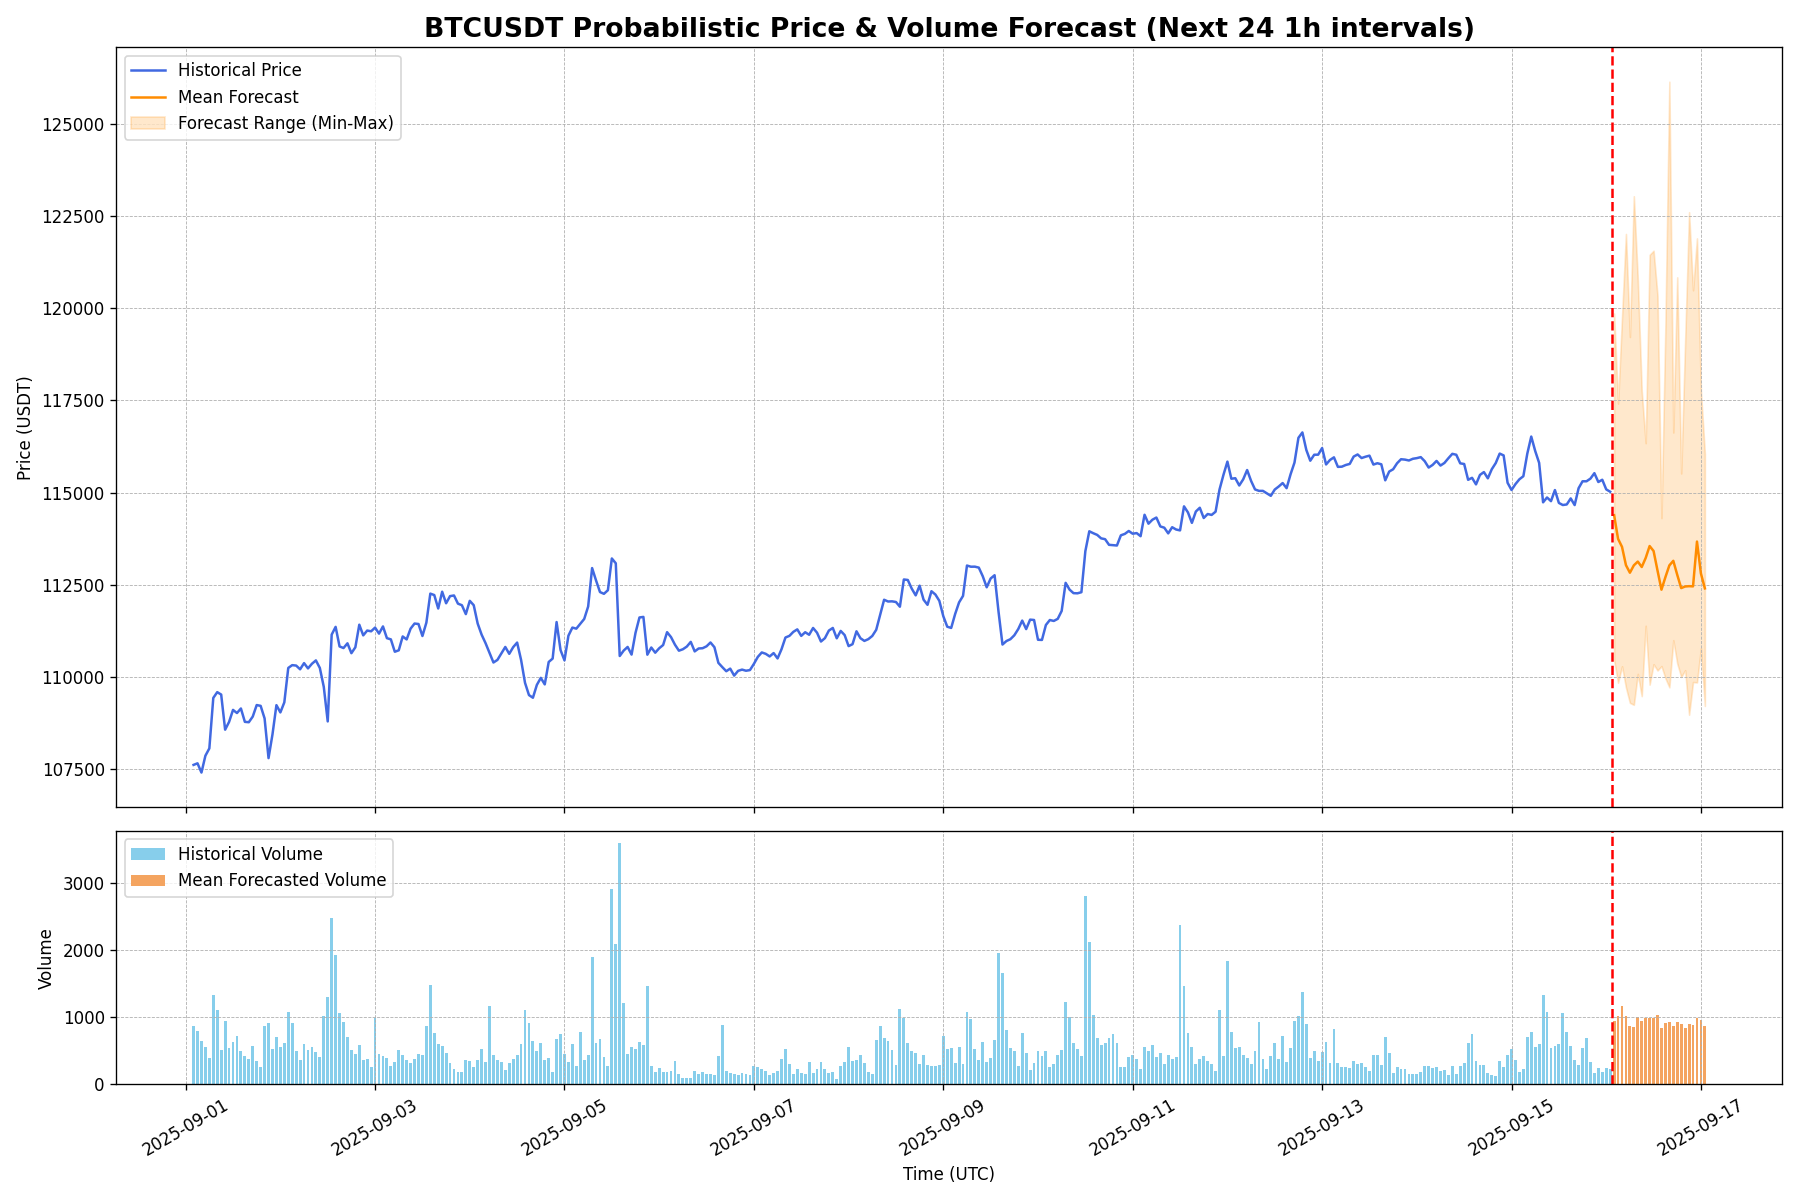 BTCUSDT Probabilistic Price & Volume Forecast (Next 24 1h intervals)
Historical Price
Mean Forecast
Forecast Range (Min-Max)
Price (USDT)
125000
122500
120000
117500
115000
112500
110000
107500
Historical Volume
Mean Forecasted Volume
Volume
3000
2000
1000
0
2025-09-01
2025-09-03
2025-09-05
2025-09-07
2025-09-09
2025-09-11
2025-09-13
2025-09-15
2025-09-17
Time (UTC)